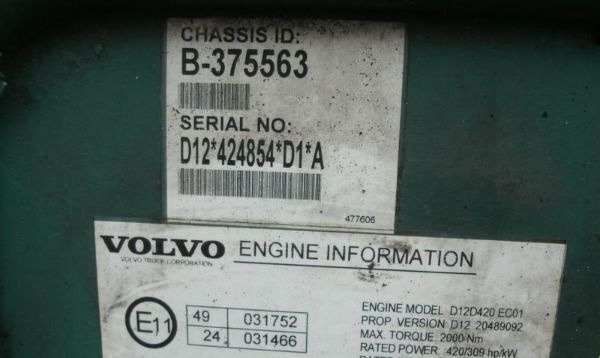 CHASSIS ID:
B-375563
SERIAL NO:
D12*424854*D1*A
477606
VOLVO ENGINE INFORMATION
VOLVO TRUCK CORPORATION
E11
49 031752
24 031466
ENGINE MODEL: D12D420 EC01
PROP. VERSION: D12 20489092
MAX. TORQUE: 2000 Nm
RATED POWER: 420/309 hp/kW